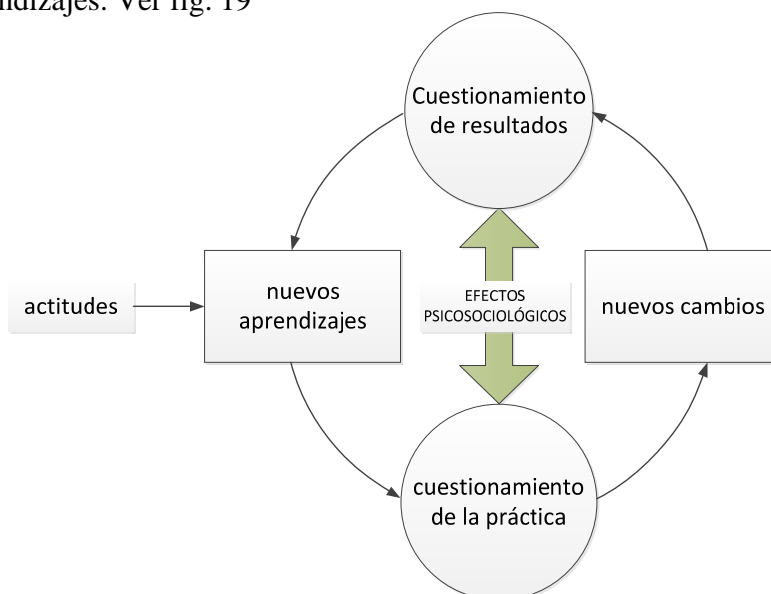 ndizajes. Ver fig. 19
Cuestionamiento
de resultados
actitudes
nuevos
aprendizajes
EFECTOS
PSICOSOCIOLÓGICOS
nuevos cambios
cuestionamiento
de la práctica